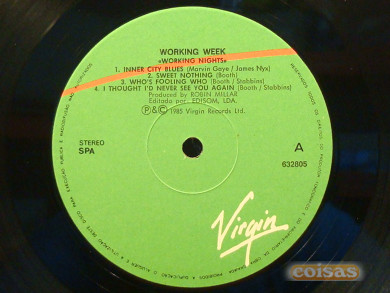 WORKING WEEK
«WORKING NIGHTS»
1. INNER CITY BLUES (Marvin Gaye / James Nyx)
2. SWEET NOTHING (Booth)
3. WHO'S FOOLING WHO (Booth / Stabbins)
4. I THOUGHT I'D NEVER SEE YOU AGAIN (Booth / Stabbins)
Produced by ROBIN MILLAR
Editado por: EDISOM, LDA.
℗&© 1985 Virgin Records Ltd.
STEREO
SPA
A
632805
Virgin
coisas